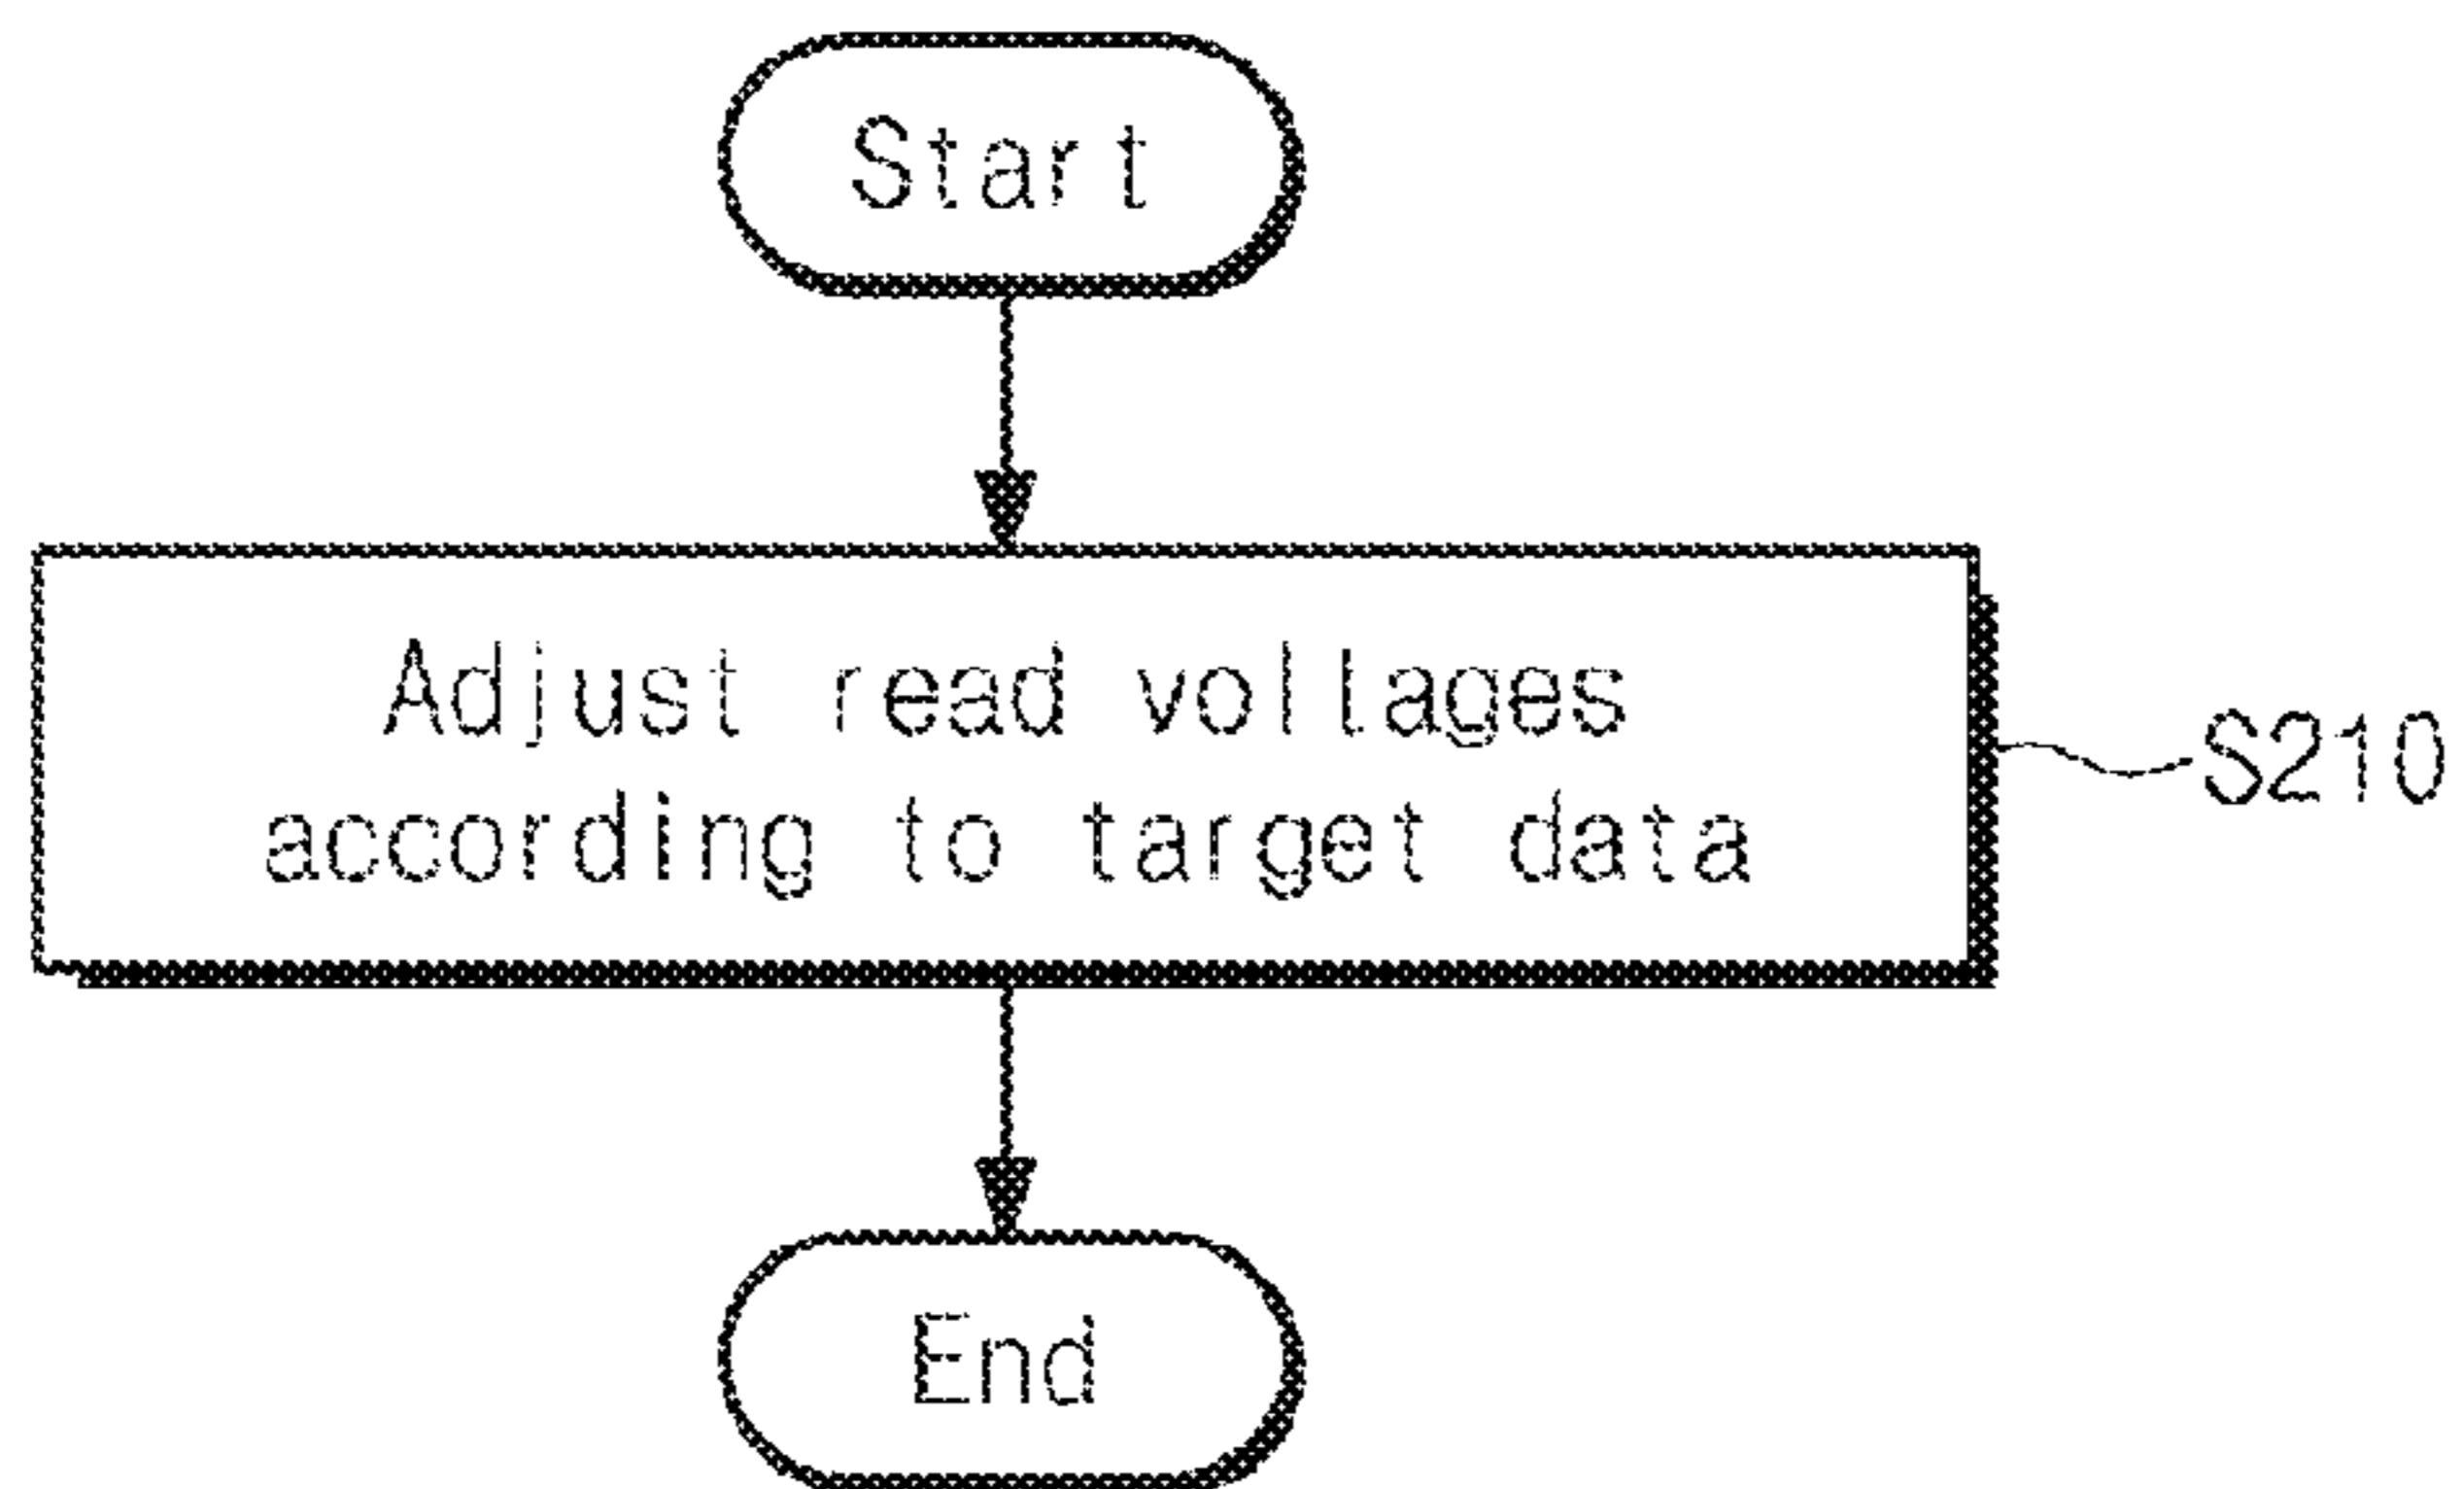 Start
Adjust read voltages
according to target data
S210
End